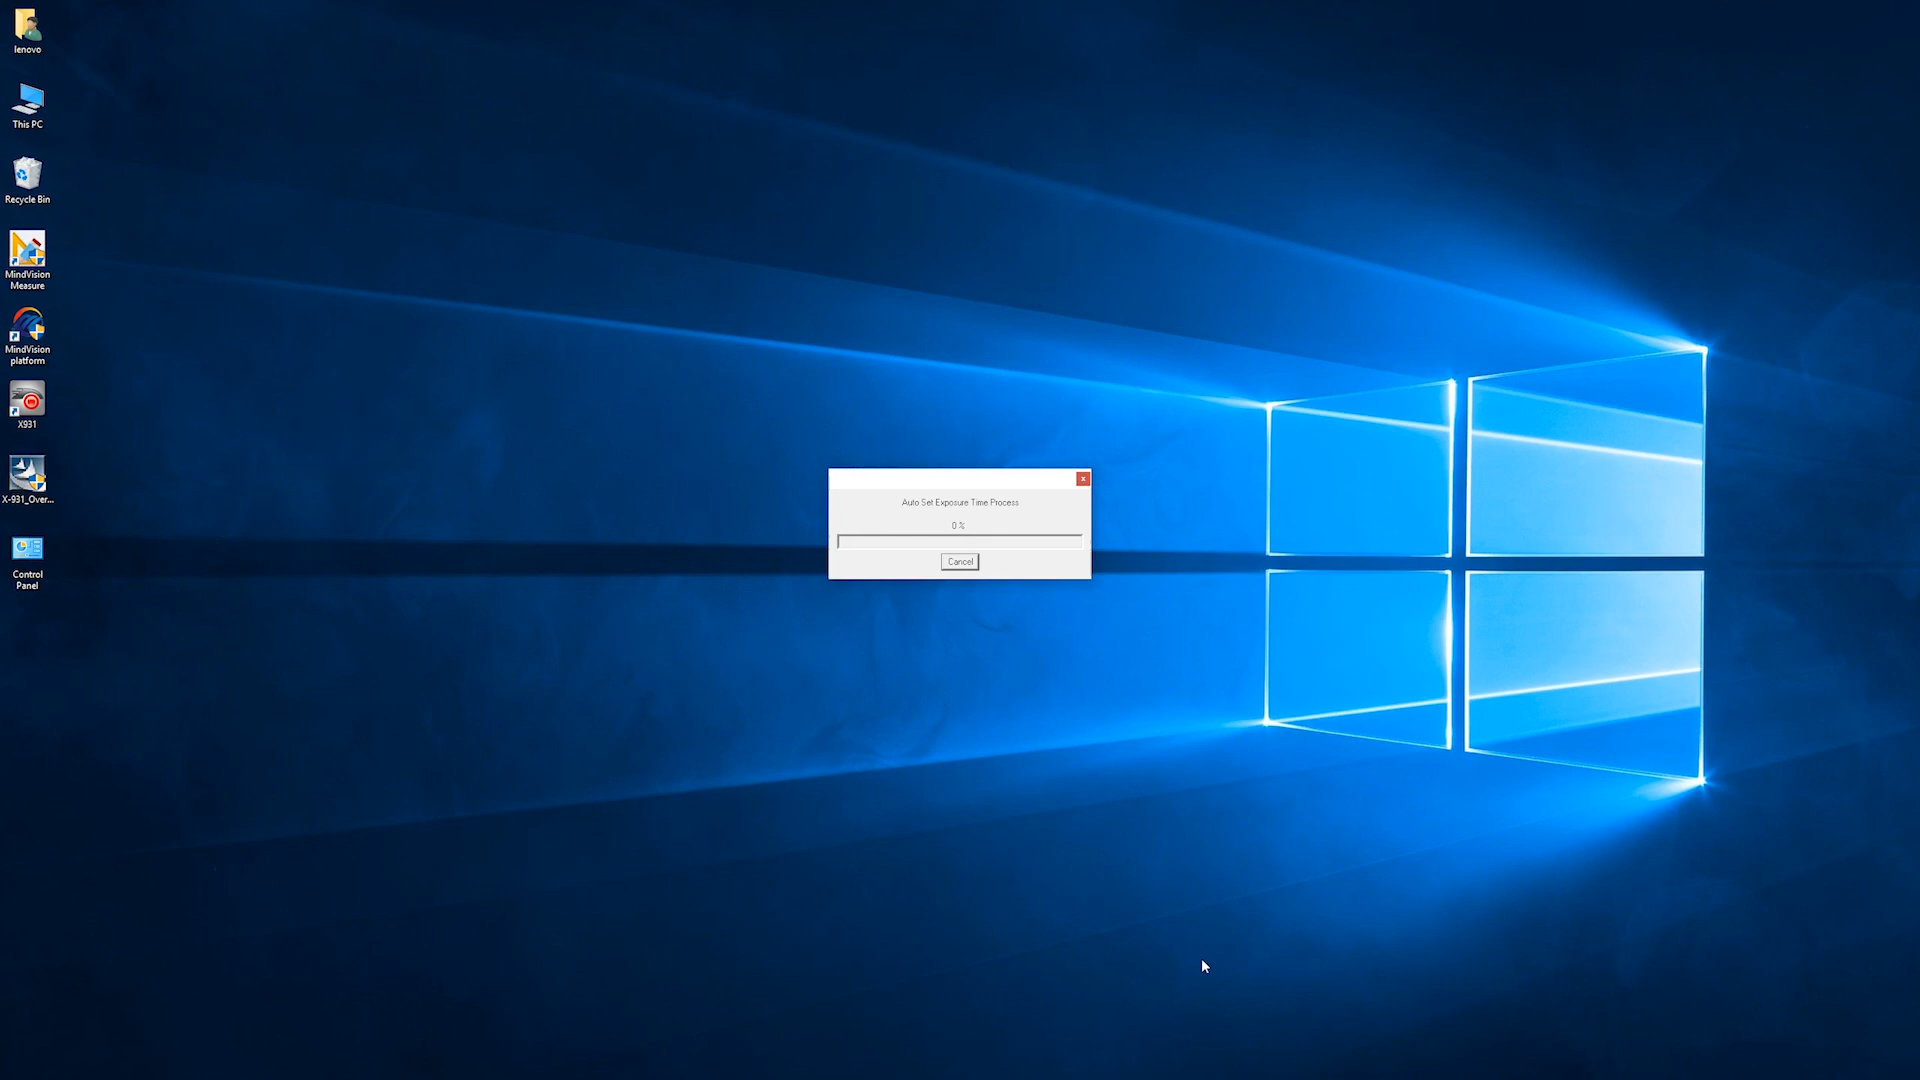 lenovo
This PC
Recycle Bin
MindVision
Measure
MindVision
platform
X931
X-931_Over...
Control
Panel
Auto Set Exposure Time Process
0 %
Cancel